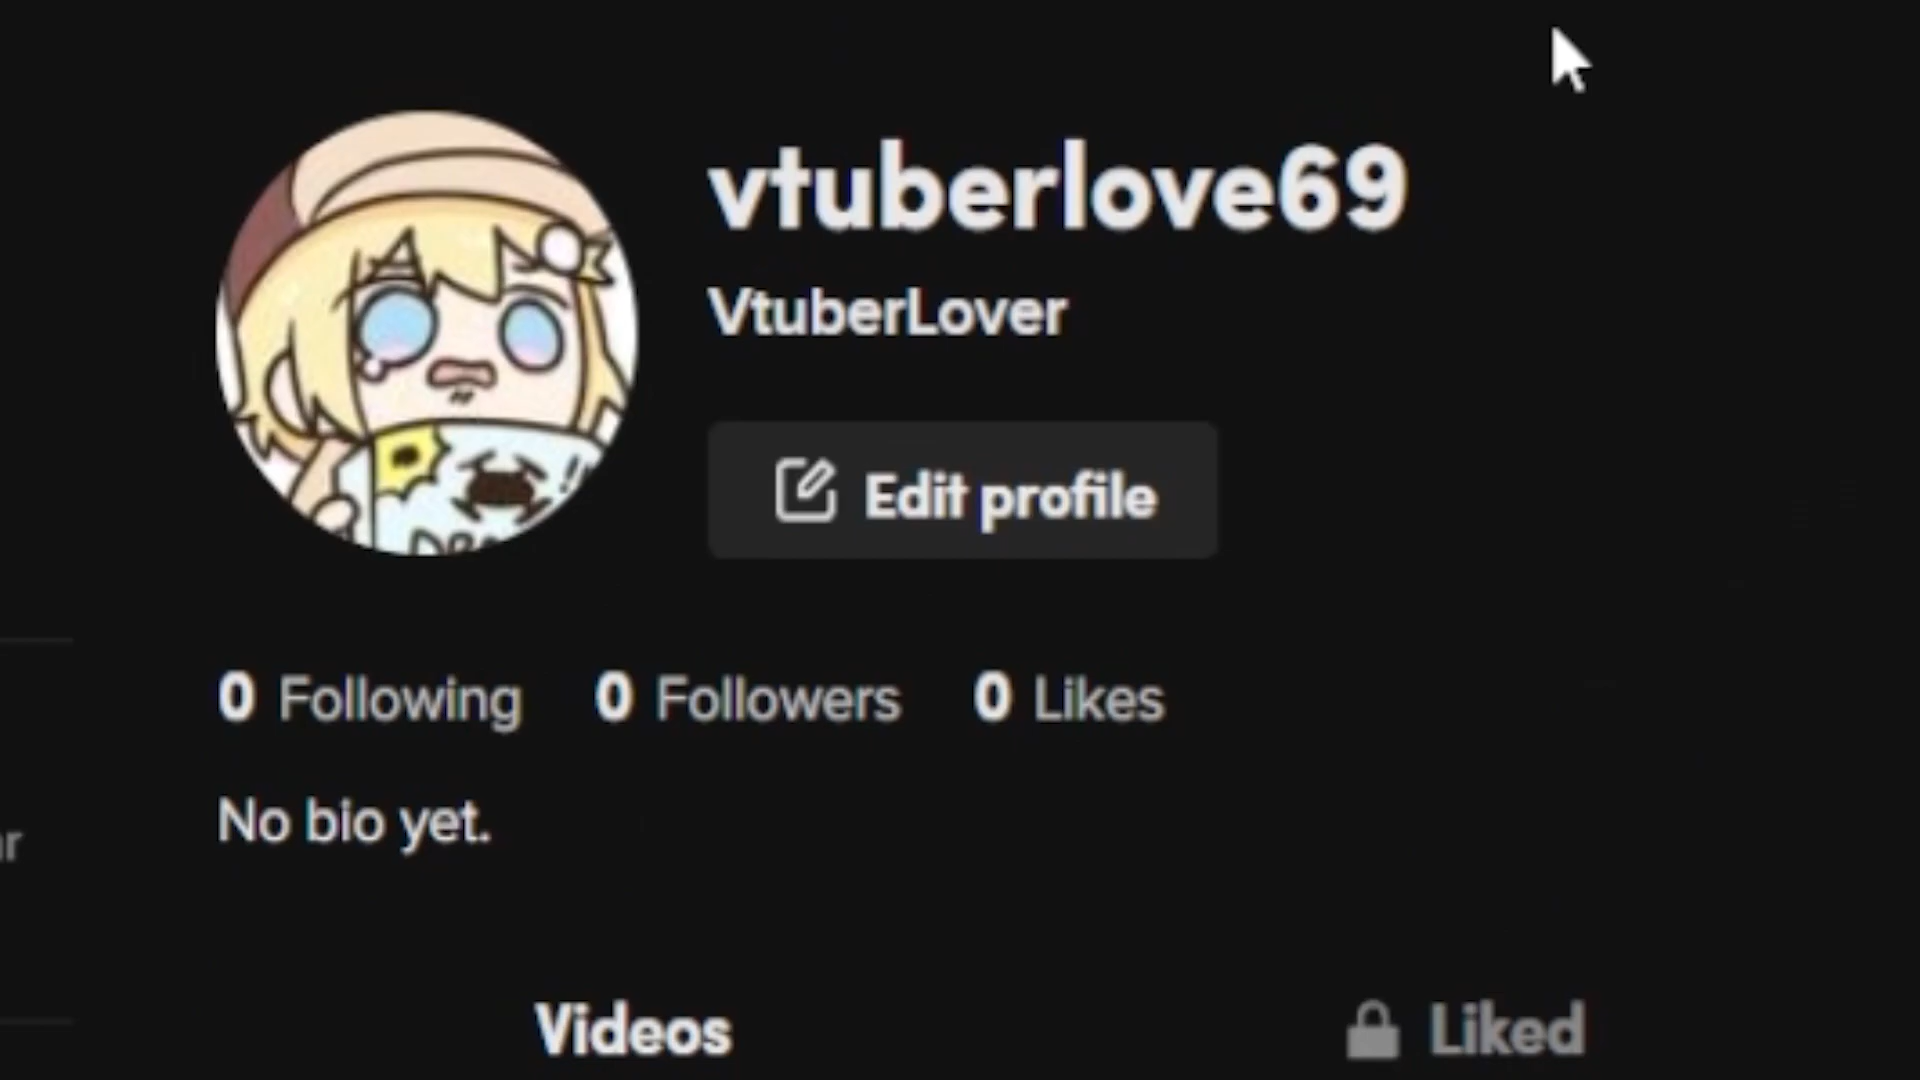 vtuberlove69
VtuberLover
Edit profile
0 Following 0 Followers 0 Likes
No bio yet.
Videos
Liked